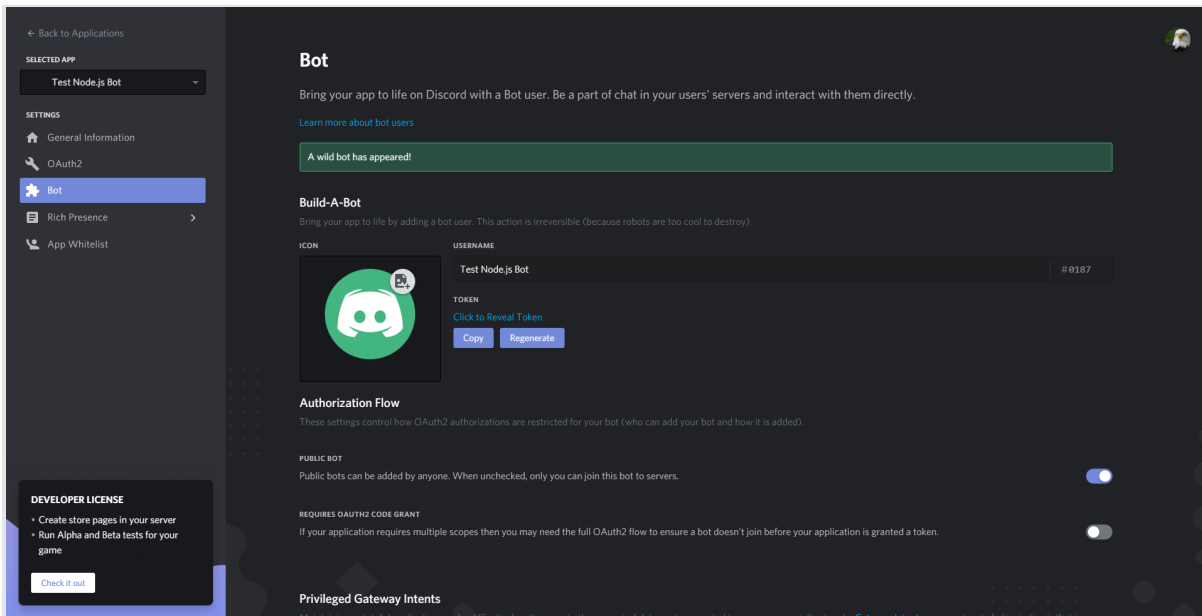 ← Back to Applications
SELECTED APP
Test Node.js Bot
SETTINGS
General Information
OAuth2
Bot
Rich Presence
App Whitelist
DEVELOPER LICENSE
• Create store pages in your server
• Run Alpha and Beta tests for your
game
Check it out
Bot
Bring your app to life on Discord with a Bot user. Be a part of chat in your users' servers and interact with them directly.
Learn more about bot users
A wild bot has appeared!
Build-A-Bot
Bring your app to life by adding a bot user. This action is irreversible (because robots are too cool to destroy).
ICON
USERNAME
Test Node.js Bot #0187
TOKEN
Click to Reveal Token
Copy Regenerate
Authorization Flow
These settings control how OAuth2 authorizations are restricted for your bot (who can add your bot and how it is added).
PUBLIC BOT
Public bots can be added by anyone. When unchecked, only you can join this bot to servers.
REQUIRES OAUTH2 CODE GRANT
If your application requires multiple scopes then you may need the full OAuth2 flow to ensure a bot doesn't join before your application is granted a token.
Privileged Gateway Intents